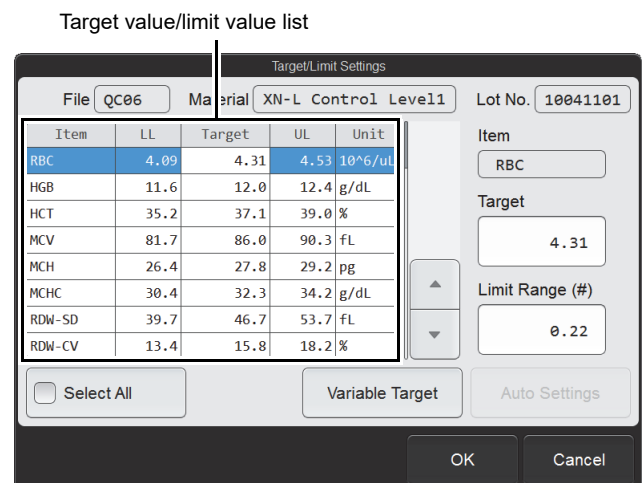 Target value/limit value list
Target/Limit Settings
File QC06 Material XN-L Control Level1 Lot No. 10041101
Item LL Target UL Unit
RBC 4.09 4.31 4.53 10^6/uL
HGB 11.6 12.0 12.4 g/dL
HCT 35.2 37.1 39.0 %
MCV 81.7 86.0 90.3 fL
MCH 26.4 27.8 29.2 pg
MCHC 30.4 32.3 34.2 g/dL
RDW-SD 39.7 46.7 53.7 fL
RDW-CV 13.4 15.8 18.2 %
Item
RBC
Target
4.31
Limit Range (#)
0.22
Select All Variable Target Auto Settings
OK Cancel